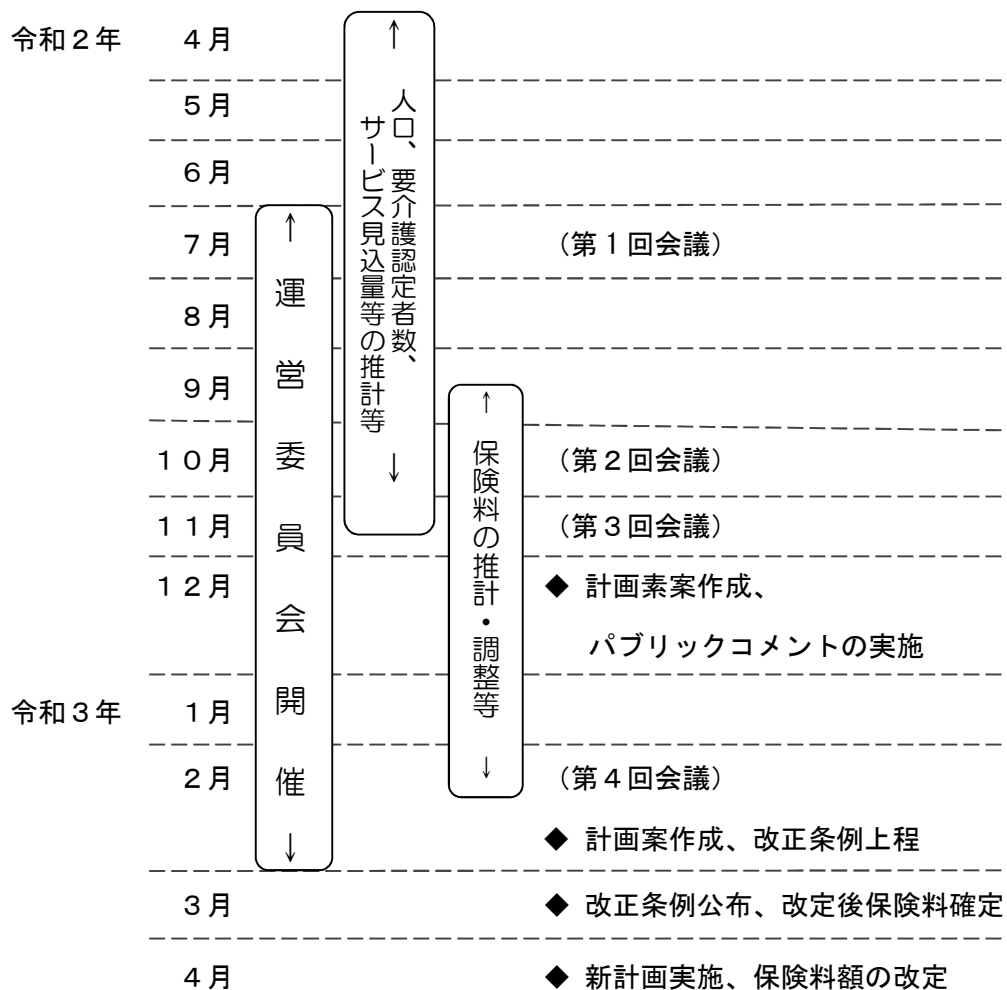 令和２年　４月
５月
６月
７月　（第１回会議）
８月
９月
１０月　（第２回会議）
１１月　（第３回会議）
１２月　◆ 計画素案作成、
パブリックコメントの実施
令和３年　１月
２月　（第４回会議）
◆ 計画案作成、改正条例上程
３月　◆ 改正条例公布、改定後保険料確定
４月　◆ 新計画実施、保険料額の改定
↑ 運営委員会開催 ↓
↑ 人口、要介護認定者数、
サービス見込量等の推計等 ↓
↑ 保険料の推計・調整等 ↓